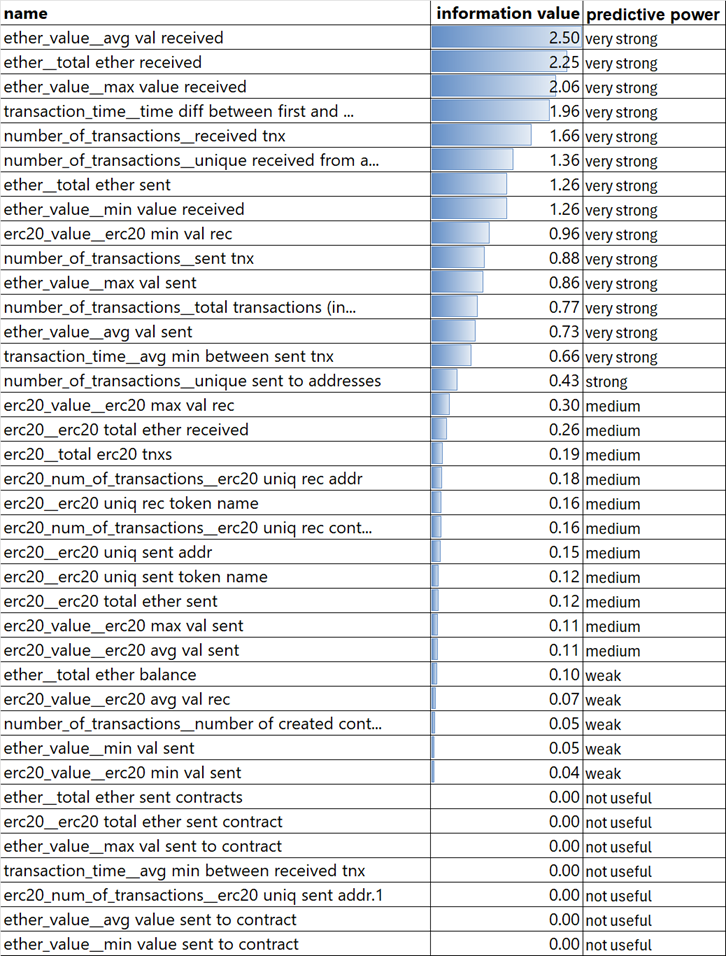 name information value predictive power
ether_value__avg val received 2.50 very strong
ether__total ether received 2.25 very strong
ether_value__max value received 2.06 very strong
transaction_time__time diff between first and ... 1.96 very strong
number_of_transactions__received tnx 1.66 very strong
number_of_transactions__unique received from a... 1.36 very strong
ether__total ether sent 1.26 very strong
ether_value__min value received 1.26 very strong
erc20_value__erc20 min val rec 0.96 very strong
number_of_transactions__sent tnx 0.88 very strong
ether_value__max val sent 0.86 very strong
number_of_transactions__total transactions (in... 0.77 very strong
ether_value__avg val sent 0.73 very strong
transaction_time__avg min between sent tnx 0.66 very strong
number_of_transactions__unique sent to addresses 0.43 strong
erc20_value__erc20 max val rec 0.30 medium
erc20__erc20 total ether received 0.26 medium
erc20__total erc20 tnxs 0.19 medium
erc20_num_of_transactions__erc20 uniq rec addr 0.18 medium
erc20__erc20 uniq rec token name 0.16 medium
erc20_num_of_transactions__erc20 uniq rec cont... 0.16 medium
erc20__erc20 uniq sent addr 0.15 medium
erc20__erc20 uniq sent token name 0.12 medium
erc20__erc20 total ether sent 0.12 medium
erc20_value__erc20 max val sent 0.11 medium
erc20_value__erc20 avg val sent 0.11 medium
ether__total ether balance 0.10 weak
erc20_value__erc20 avg val rec 0.07 weak
number_of_transactions__number of created cont... 0.05 weak
ether_value__min val sent 0.05 weak
erc20_value__erc20 min val sent 0.04 weak
ether__total ether sent contracts 0.00 not useful
erc20__erc20 total ether sent contract 0.00 not useful
ether_value__max val sent to contract 0.00 not useful
transaction_time__avg min between received tnx 0.00 not useful
erc20_num_of_transactions__erc20 uniq sent addr.1 0.00 not useful
ether_value__avg value sent to contract 0.00 not useful
ether_value__min value sent to contract 0.00 not useful